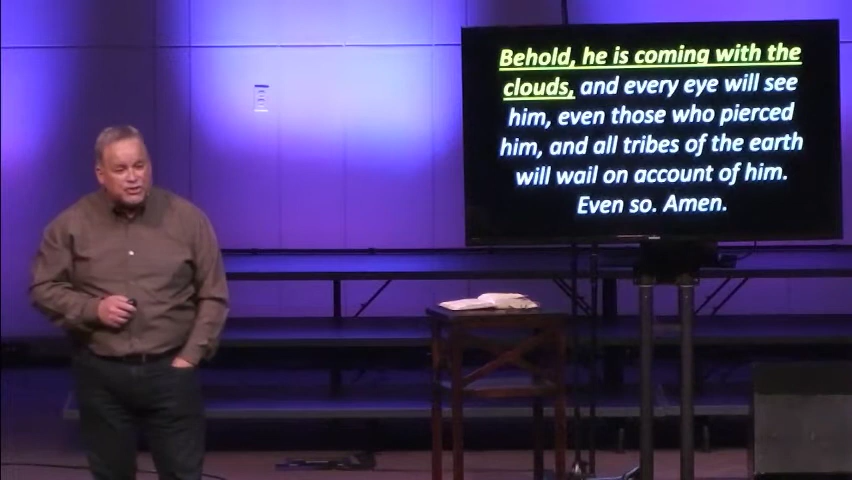 Behold, he is coming with the
clouds, and every eye will see
him, even those who pierced
him, and all tribes of the earth
will wail on account of him.
Even so. Amen.